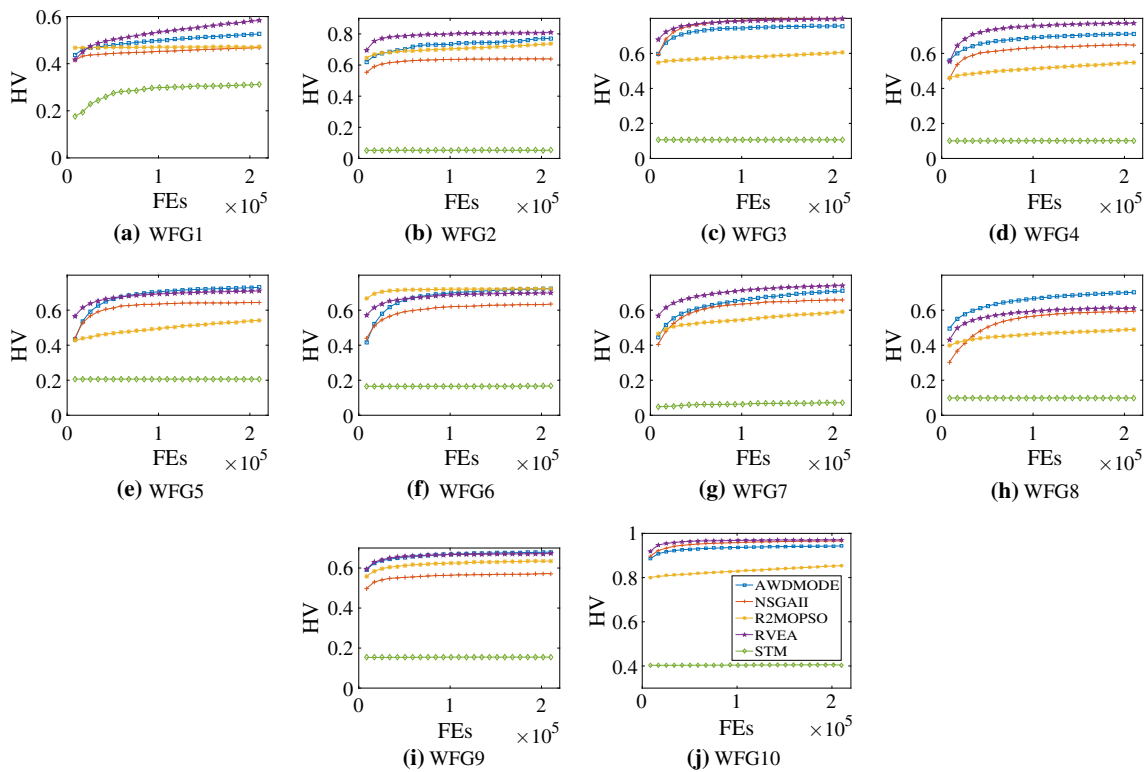 0.6
0.4
0.2
0
HV
0 1 2
FEs ×10^5
(a) WFG1
0.8
0.6
0.4
0.2
0
HV
0 1 2
FEs ×10^5
(b) WFG2
0.6
0.4
0.2
0
HV
0 1 2
FEs ×10^5
(c) WFG3
0.6
0.4
0.2
0
HV
0 1 2
FEs ×10^5
(d) WFG4
0.6
0.4
0.2
0
HV
0 1 2
FEs ×10^5
(e) WFG5
0.6
0.4
0.2
0
HV
0 1 2
FEs ×10^5
(f) WFG6
0.6
0.4
0.2
0
HV
0 1 2
FEs ×10^5
(g) WFG7
0.6
0.4
0.2
0
HV
0 1 2
FEs ×10^5
(h) WFG8
0.6
0.4
0.2
0
HV
0 1 2
FEs ×10^5
(i) WFG9
1
0.8
0.6
0.4
HV
AWDMODE
NSGAII
R2MOPSO
RVEA
STM
0 1 2
FEs ×10^5
(j) WFG10